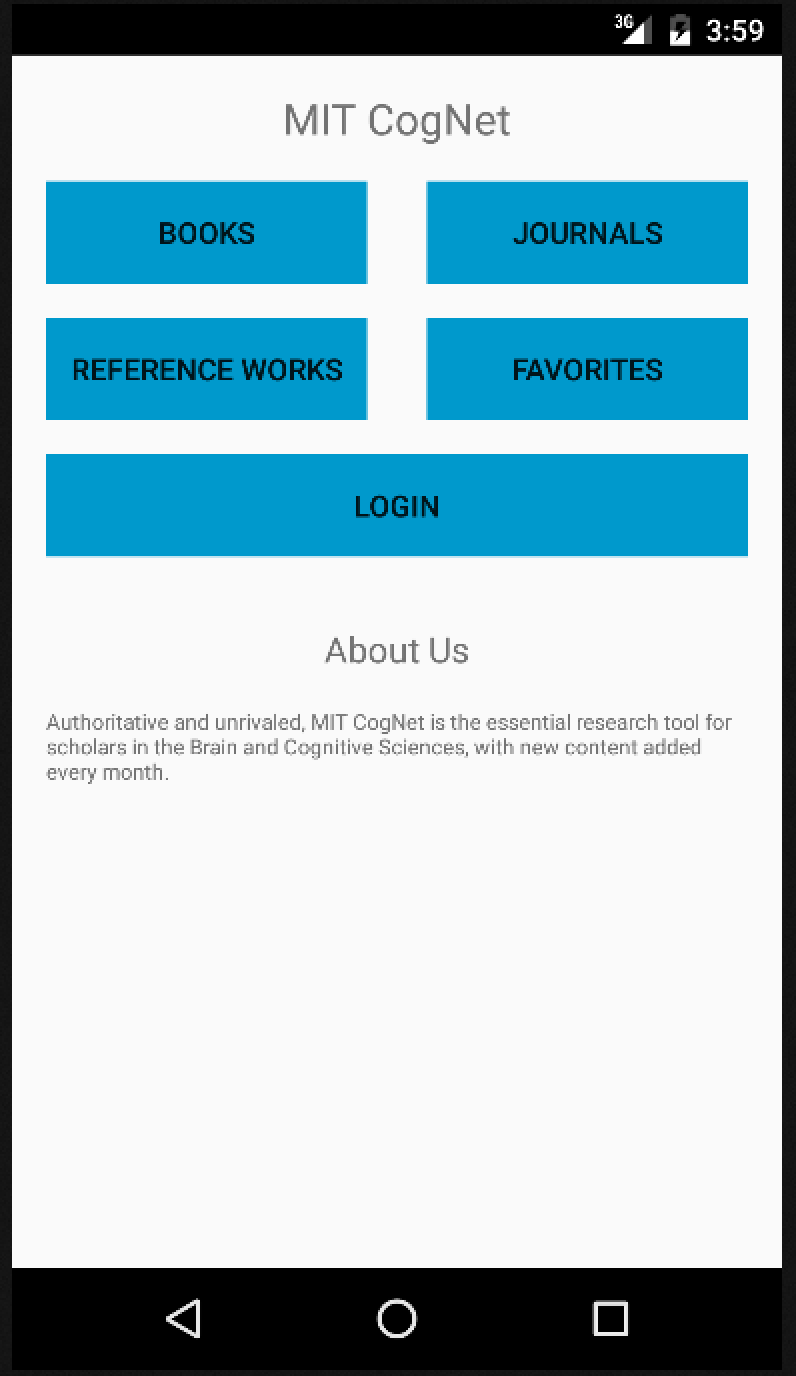 3G 3:59
MIT CogNet
BOOKS JOURNALS
REFERENCE WORKS FAVORITES
LOGIN
About Us
Authoritative and unrivaled, MIT CogNet is the essential research tool for
scholars in the Brain and Cognitive Sciences, with new content added
every month.